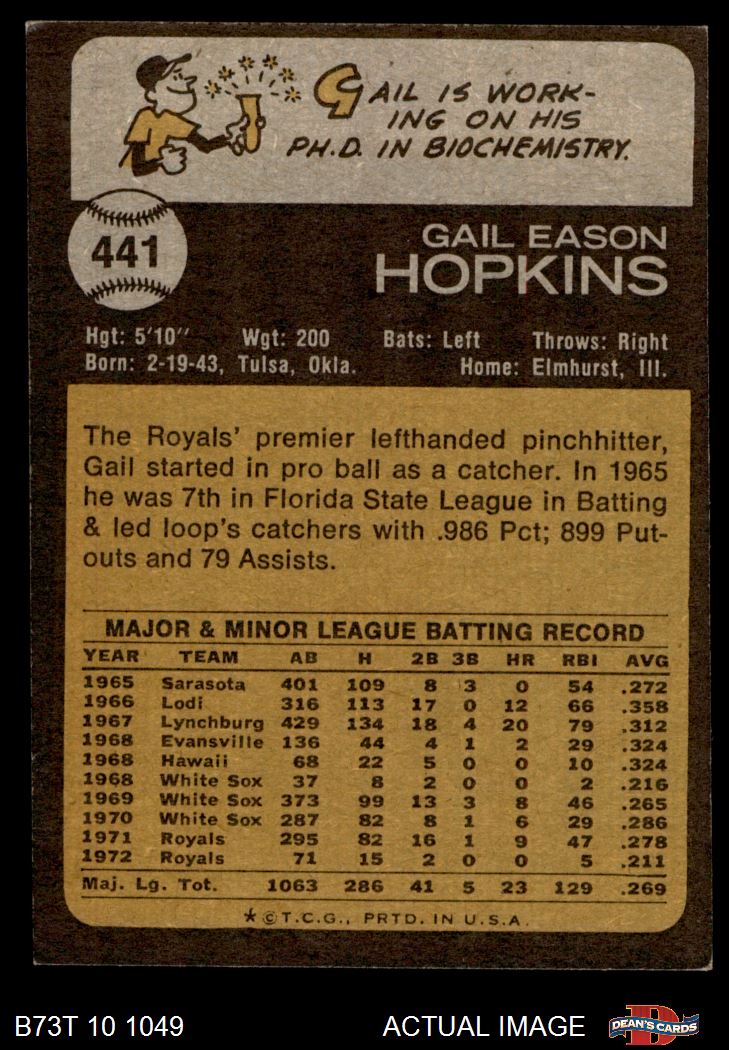 GAIL IS WORK-
ING ON HIS
PH.D. IN BIOCHEMISTRY.
441
GAIL EASON
HOPKINS
Hgt: 5'10" Wgt: 200 Bats: Left Throws: Right
Born: 2-19-43, Tulsa, Okla. Home: Elmhurst, Ill.
The Royals' premier lefthanded pinchhitter,
Gail started in pro ball as a catcher. In 1965
he was 7th in Florida State League in Batting
& led loop's catchers with .986 Pct; 899 Put-
outs and 79 Assists.
MAJOR & MINOR LEAGUE BATTING RECORD
YEAR TEAM AB H 2B 3B HR RBI AVG
1965 Sarasota 401 109 8 3 0 54 .272
1966 Lodi 316 113 17 0 12 66 .358
1967 Lynchburg 429 134 18 4 20 79 .312
1968 Evansville 136 44 4 1 2 29 .324
1968 Hawaii 68 22 5 0 0 10 .324
1968 White Sox 37 8 2 0 0 2 .216
1969 White Sox 373 99 13 3 8 46 .265
1970 White Sox 287 82 8 1 6 29 .286
1971 Royals 295 82 16 1 9 47 .278
1972 Royals 71 15 2 0 0 5 .211
Maj. Lg. Tot. 1063 286 41 5 23 129 .269
*©T.C.G., PRTD. IN U.S.A.
B73T 10 1049 ACTUAL IMAGE DEAN'S CARDS